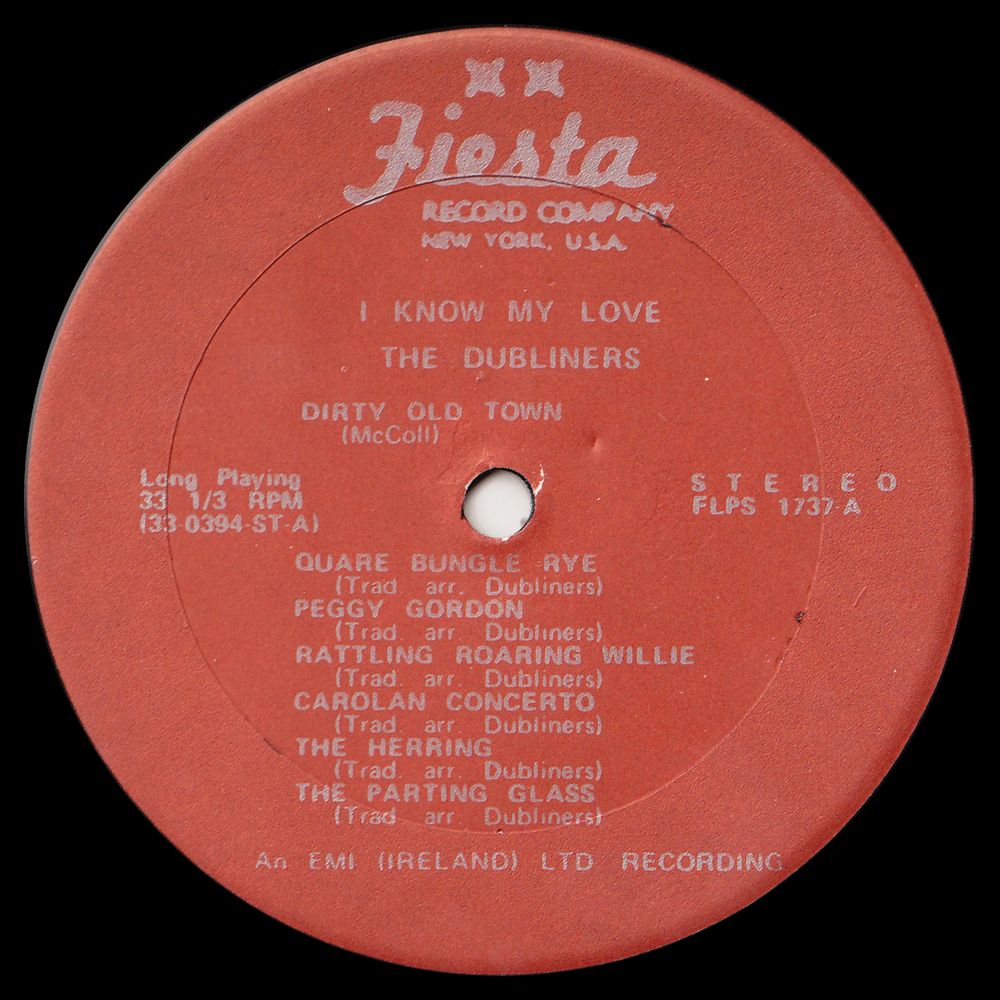 Fiesta
RECORD COMPANY
NEW YORK, U.S.A.
I KNOW MY LOVE
THE DUBLINERS
DIRTY OLD TOWN
(McColl)
Long Playing
33 1/3 RPM
(33-0394-ST-A)
STEREO
FLPS 1737-A
QUARE BUNGLE RYE
(Trad. arr. Dubliners)
PEGGY GORDON
(Trad. arr. Dubliners)
RATTLING ROARING WILLIE
(Trad. arr. Dubliners)
CAROLAN CONCERTO
(Trad. arr. Dubliners)
THE HERRING
(Trad. arr. Dubliners)
THE PARTING GLASS
(Trad arr Dubliners)
An EMI (IRELAND) LTD RECORDING